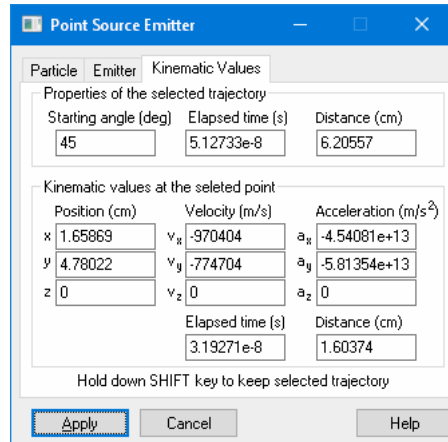 Point Source Emitter
Particle Emitter Kinematic Values
Properties of the selected trajectory
Starting angle (deg) Elapsed time (s) Distance (cm)
45 5.12733e-8 6.20557
Kinematic values at the seleted point
Position (cm) Velocity (m/s) Acceleration (m/s²)
x 1.65869 vx -970404 ax -4.54081e+13
y 4.78022 vy -774704 ay -5.81354e+13
z 0 vz 0 az 0
Elapsed time (s) Distance (cm)
3.19271e-8 1.60374
Hold down SHIFT key to keep selected trajectory
Apply Cancel Help